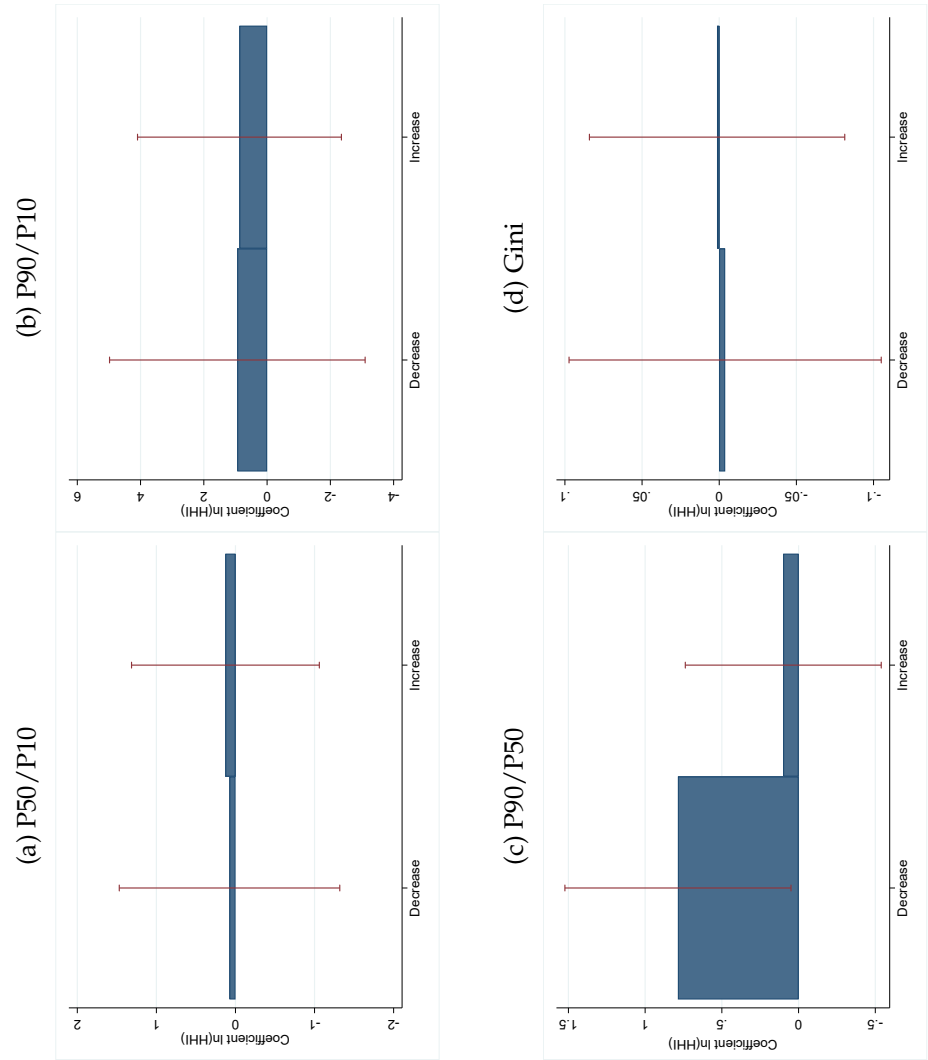 (a) P50/P10
Coefficient ln(HHI)
2
1
0
-1
-2
Decrease
Increase
(b) P90/P10
Coefficient ln(HHI)
6
4
2
0
-2
-4
Decrease
Increase
(c) P90/P50
Coefficient ln(HHI)
1.5
1
.5
0
-.5
Decrease
Increase
(d) Gini
Coefficient ln(HHI)
.1
.05
0
-.05
-.1
Decrease
Increase